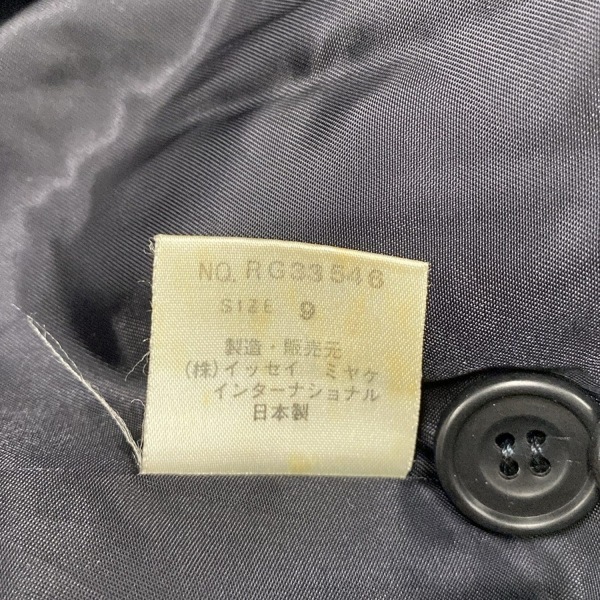 NO. RG33546
SIZE 9
製造・販売元
(株)イッセイ ミヤケ
インターナショナル
日本製